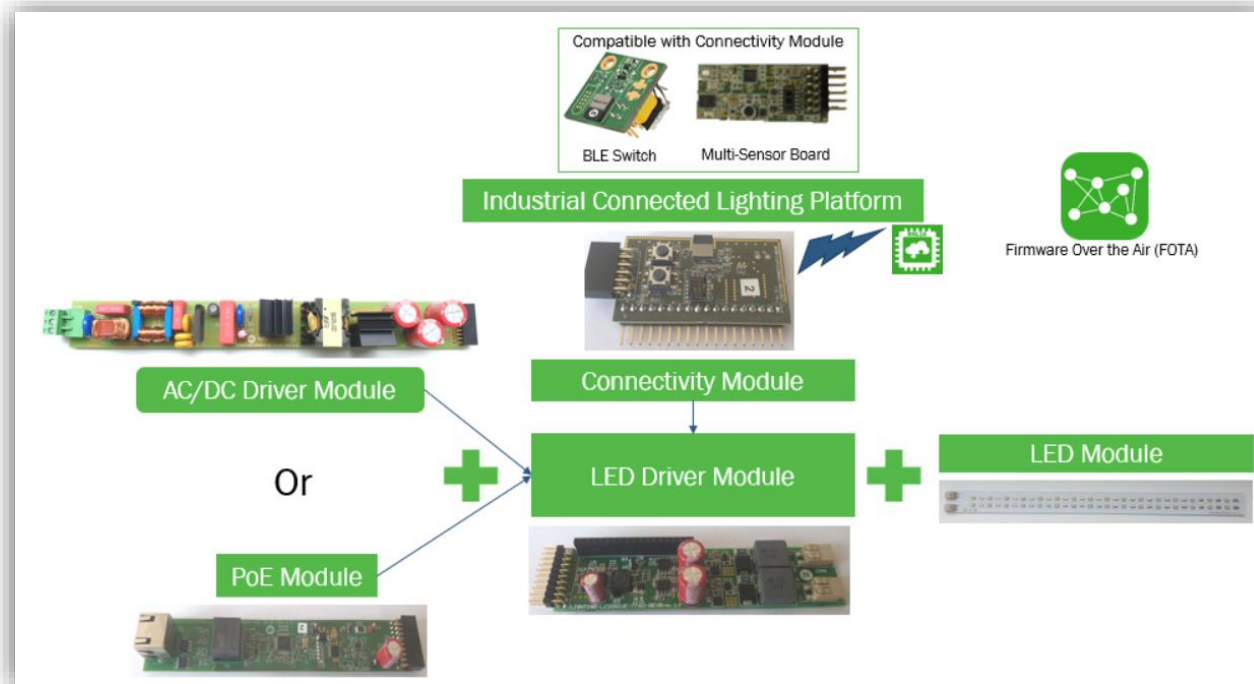 Compatible with Connectivity Module
BLE Switch
Multi-Sensor Board
Industrial Connected Lighting Platform
Firmware Over the Air (FOTA)
2
AC/DC Driver Module
Connectivity Module
Or
LED Driver Module
LED Module
PoE Module